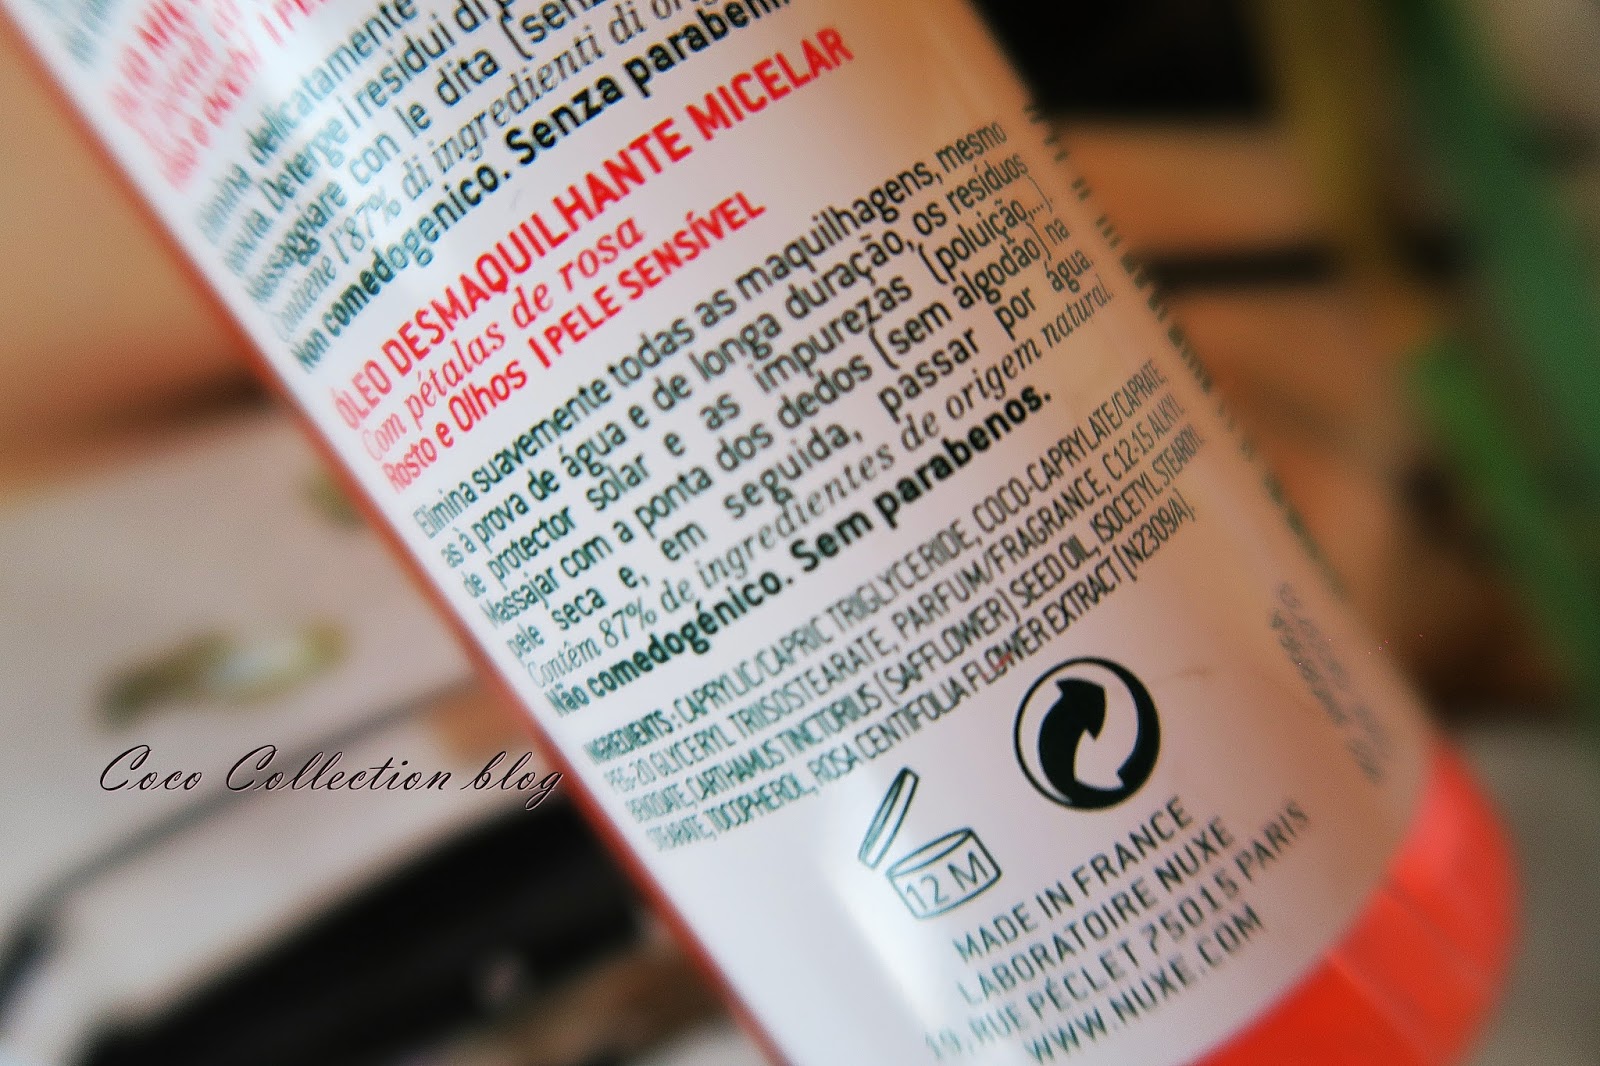 delicatamente
Deterge i residui di
Massaggiare con le dita (senza
Contiene l'87% di ingredienti di
Non comedogenico. Senza parabeni.
ÓLEO DESMAQUILHANTE MICELAR
Com pétalas de rosa
Rosto e Olhos | PELE SENSÍVEL
Elimina suavemente todas as maquilhagens, mesmo
as à prova de água e de longa duração, os resíduos
de protector solar e as impurezas (poluição,...).
Massajar com a ponta dos dedos (sem algodão) na
pele seca e, em seguida, passar por água.
Contém 87% de ingredientes de origem natural.
Não comedogénico. Sem parabenos.
INGREDIENTS : CAPRYLIC/CAPRIC TRIGLYCERIDE, COCO-CAPRYLATE/CAPRATE,
PEG-20 GLYCERYL TRIISOSTEARATE, PARFUM/FRAGRANCE, C12-15 ALKYL
BENZOATE, CARTHAMUS TINCTORIUS (SAFFLOWER) SEED OIL, ISOCETYL STEAROYL
STEARATE, TOCOPHEROL, ROSA CENTIFOLIA FLOWER EXTRACT [N2309/A].
12 M
MADE IN FRANCE
LABORATOIRE NUXE
19, RUE PÉCLET 75015 PARIS
WWW.NUXE.COM
Coco Collection blog